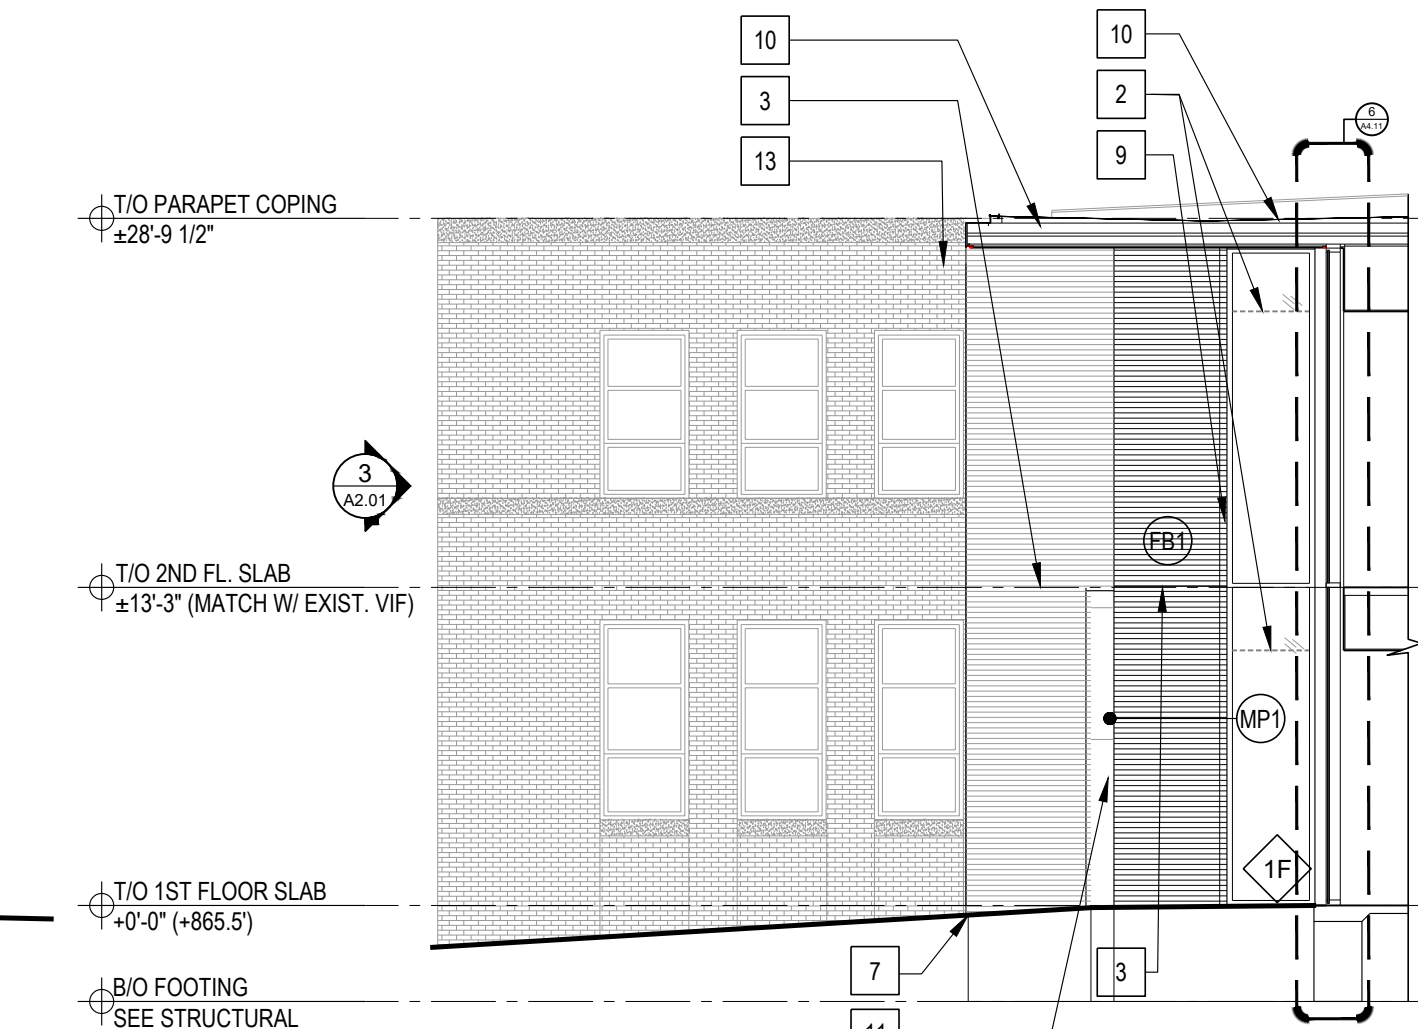 10
10
3
2
13
9
6
A4.11
T/O PARAPET COPING
±28'-9 1/2"
3
A2.01
FB1
T/O 2ND FL. SLAB
±13'-3" (MATCH W/ EXIST. VIF)
MP1
1F
T/O 1ST FLOOR SLAB
+0'-0" (+865.5')
7
3
B/O FOOTING
SEE STRUCTURAL
11